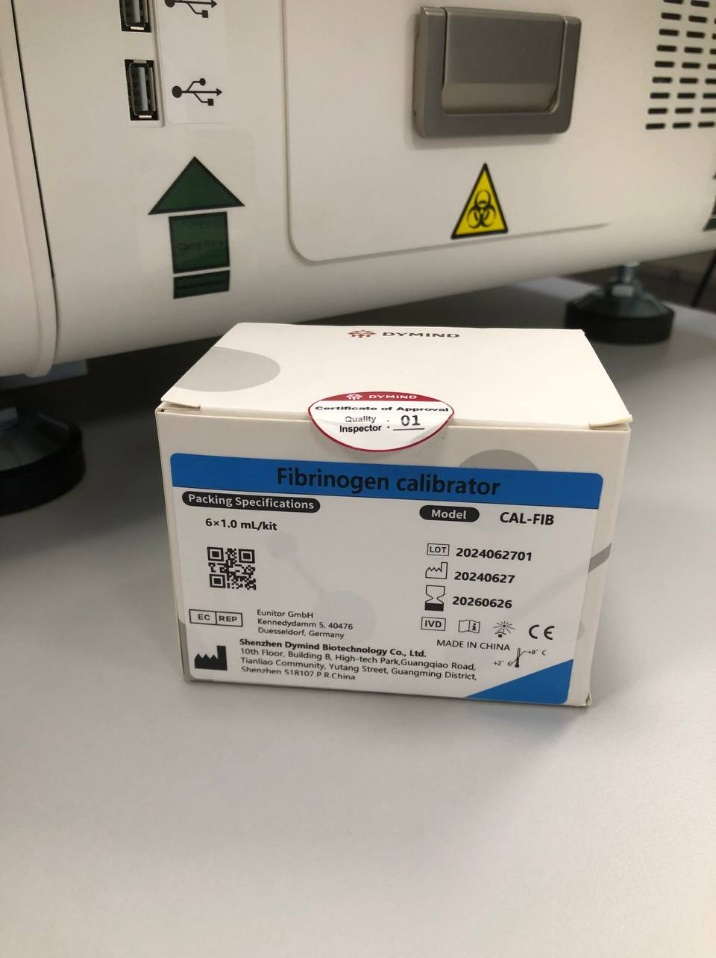 Carry Here
DYMIND
DYMIND
Certificate of Approval
Quality
Inspector : 01
Fibrinogen calibrator
Packing Specifications
6×1.0 mL/kit
Model CAL-FIB
LOT 2024062701
20240627
20260626
EC REP
Eunitor GmbH
Kennedydamm 5, 40476
Duesseldorf, Germany
IVD
CE
MADE IN CHINA
+2° C
+8° C
Shenzhen Dymind Biotechnology Co., Ltd.
10th Floor, Building B, High-tech Park,Guangqiao Road,
Tianliao Community, Yutang Street, Guangming District,
Shenzhen 518107 P.R.China